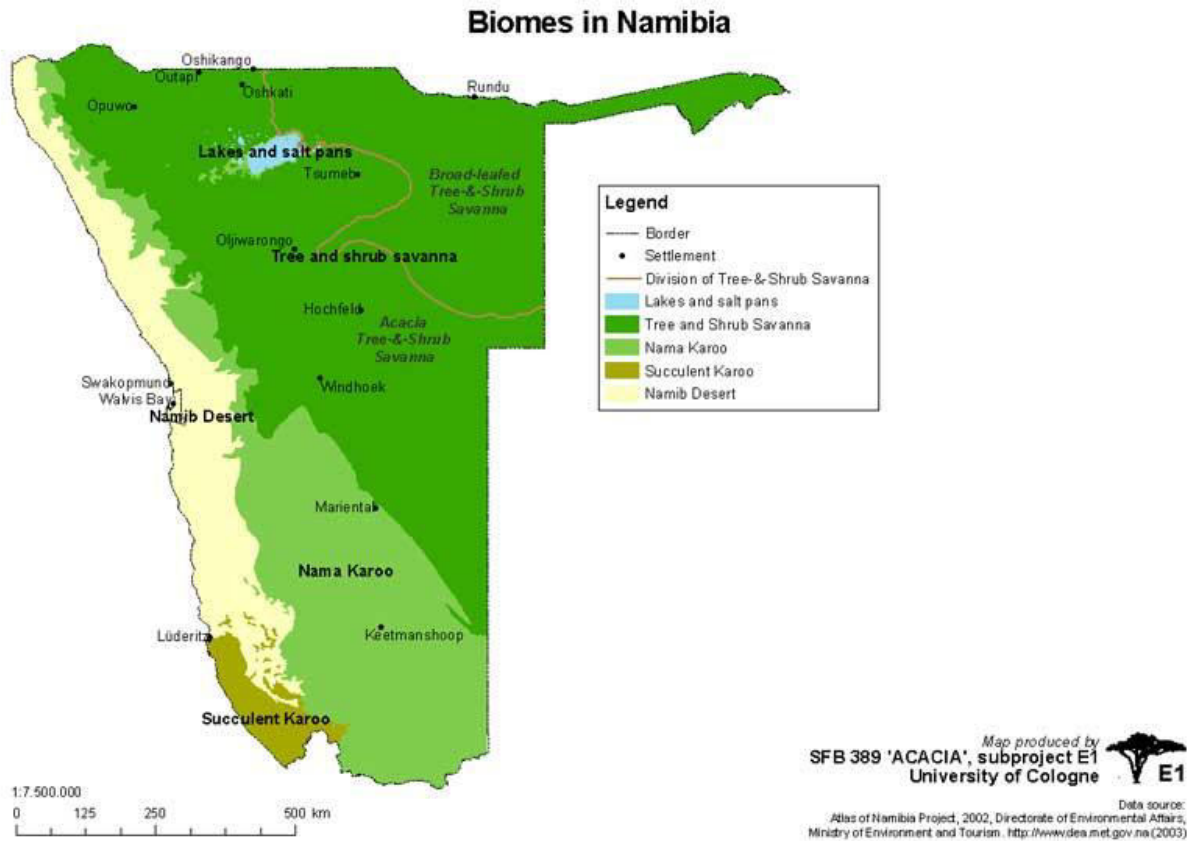 Biomes in Namibia
Oshikango
Outapi
Oshkati
Opuwo
Rundu
Lakes and salt pans
Tsumeb
Broad-leafed
Tree-&-Shrub
Savanna
Oljiwarongo
Tree and shrub savanna
Hochfeld
Acacia
Tree-&-Shrub
Savanna
Windhoek
Swakopmund
Walvis Bay
Namib Desert
Mariental
Nama Karoo
Lüderitz
Keetmanshoop
Succulent Karoo
Legend
Border
Settlement
Division of Tree-&-Shrub Savanna
Lakes and salt pans
Tree and Shrub Savanna
Nama Karoo
Succulent Karoo
Namib Desert
1:7.500.000
0 125 250 500 km
Map produced by
SFB 389 'ACACIA', subproject E1
University of Cologne
E1
Data source:
Atlas of Namibia Project, 2002, Directorate of Environmental Affairs,
Ministry of Environment and Tourism. http://www.dea.met.gov.na (2003)